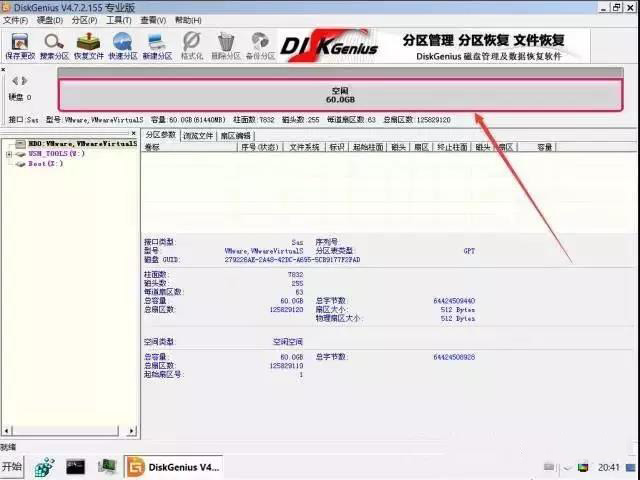 DiskGenius V4.7.2.155 专业版
文件(F) 硬盘(D) 分区(P) 工具(T) 查看(V) 帮助(H)
保存更改 搜索分区 恢复文件 快速分区 新建分区 格式化 删除分区 备份分区
DISKGenius 分区管理 分区恢复 文件恢复
DiskGenius 磁盘管理及数据恢复软件
空闲
60.0GB
硬盘 0
接口:Sas 型号:VMware,VMwareVirtualS 容量:60.0GB(61440MB) 柱面数:7832 磁头数:255 每道扇区数:63 总扇区数:125829120
HD0:VMware,VMwareVirtualS
WSM_TOOLS(W:)
Boot(X:)
分区参数 浏览文件 扇区编辑
卷标 序号(状态) 文件系统 标识 起始柱面 磁头 扇区 终止柱面 磁头 扇区 容量
接口类型: Sas 序列号:
型号: VMware,VMwareVirtualS 分区表类型: GPT
磁盘 GUID: 279226AE-2A48-42DC-A695-5CB9177F2FAD
柱面数: 7832
磁头数: 255
每道扇区数: 63
总容量: 60.0GB 总字节数: 64424509440
总扇区数: 125829120 扇区大小: 512 Bytes
物理扇区大小: 512 Bytes
空间类型: 空闲空间
总容量: 60.0GB 总字节数: 64424508928
总扇区数: 125829119
起始扇区号: 1
就绪
开始 DiskGenius V4... 20:41